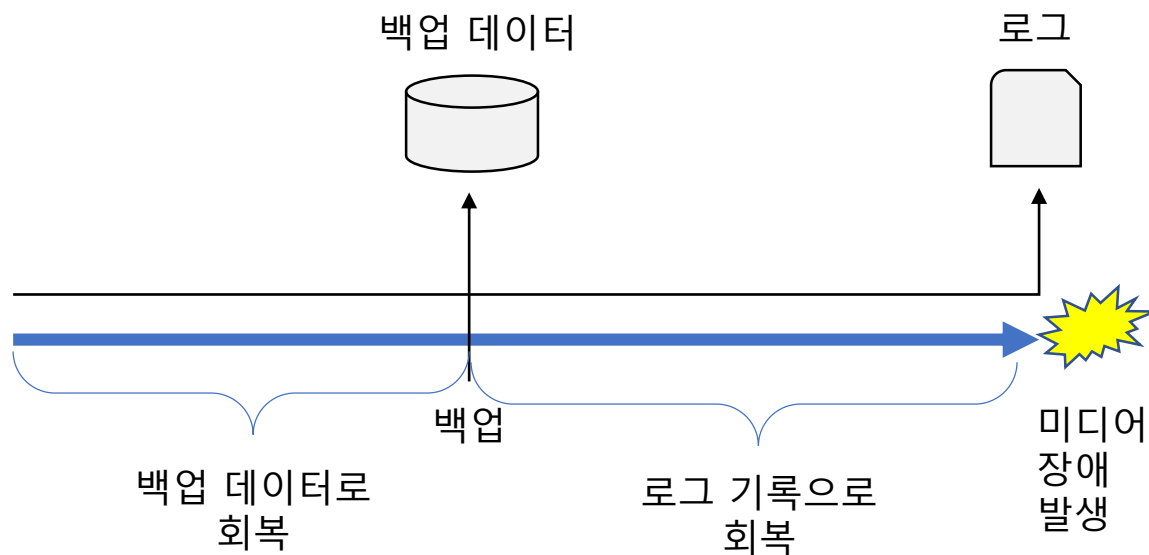 백업 데이터
로그
백업
백업 데이터로
회복
로그 기록으로
회복
미디어
장애
발생